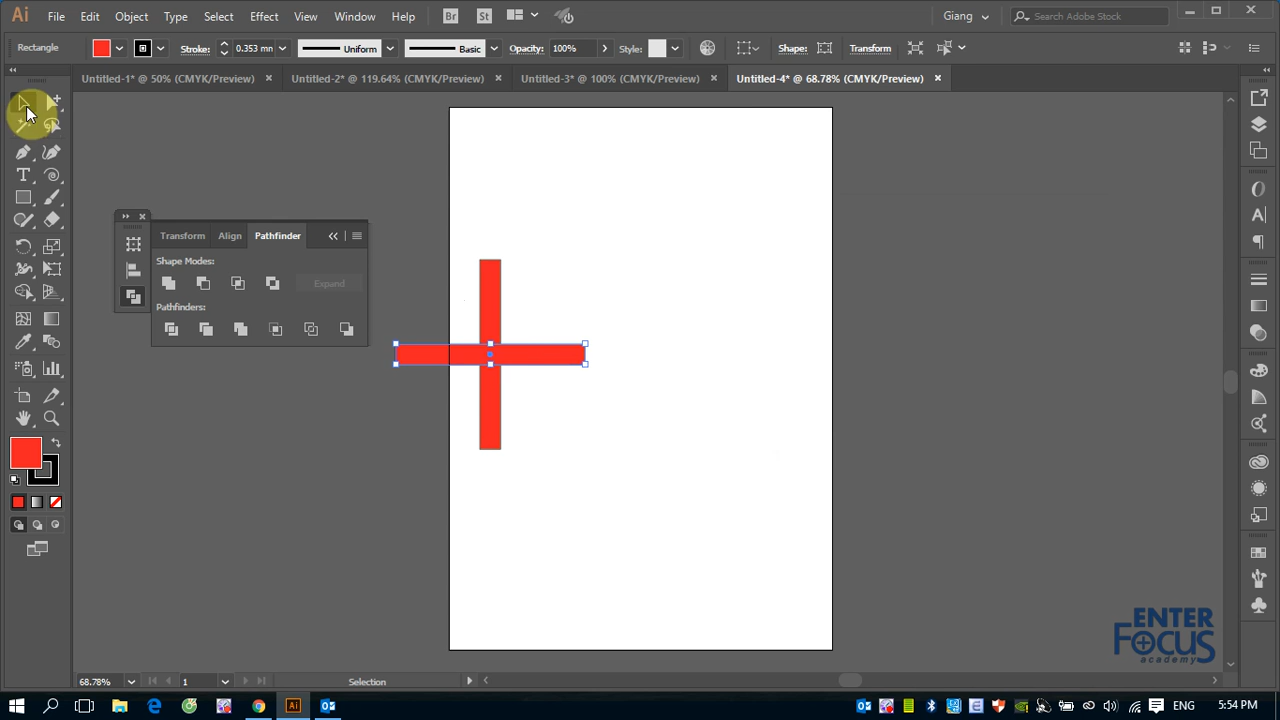 Ai File Edit Object Type Select Effect View Window Help Br St Giang Search Adobe Stock
Rectangle Stroke: 0.353 mn Uniform Basic Opacity: 100% Style: Shape: Transform
Untitled-1* @ 50% (CMYK/Preview) × Untitled-2* @ 119.64% (CMYK/Preview) × Untitled-3* @ 100% (CMYK/Preview) × Untitled-4* @ 68.78% (CMYK/Preview) ×
Transform Align Pathfinder
Shape Modes:
Expand
Pathfinders:
ENTER
FOCUS
academy
68.78% 1 Selection
Ai ENG 5:54 PM